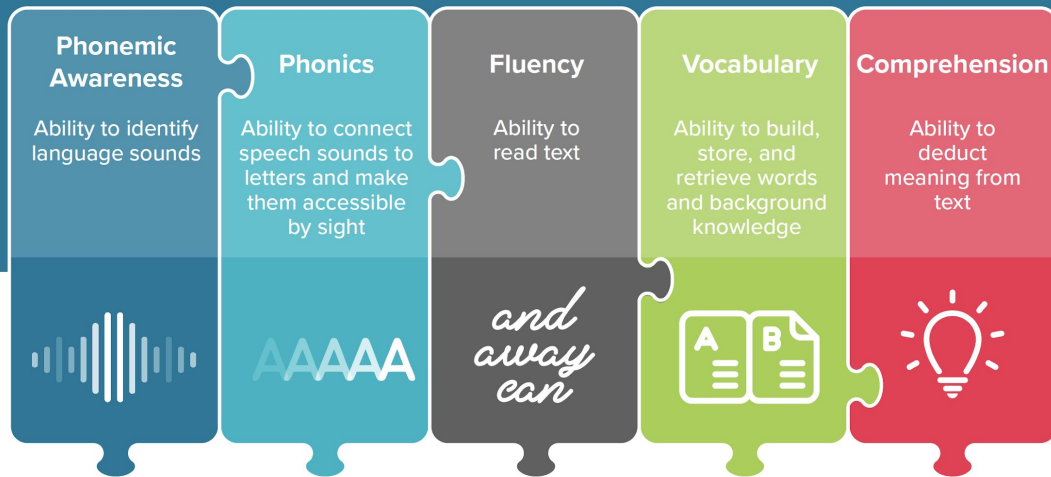 Phonemic
Awareness
Ability to identify
language sounds
Phonics
Ability to connect
speech sounds to
letters and make
them accessible
by sight
AAAAA
Fluency
Ability to
read text
and
away
can
Vocabulary
Ability to build,
store, and
retrieve words
and background
knowledge
A B
Comprehension
Ability to
deduct
meaning from
text